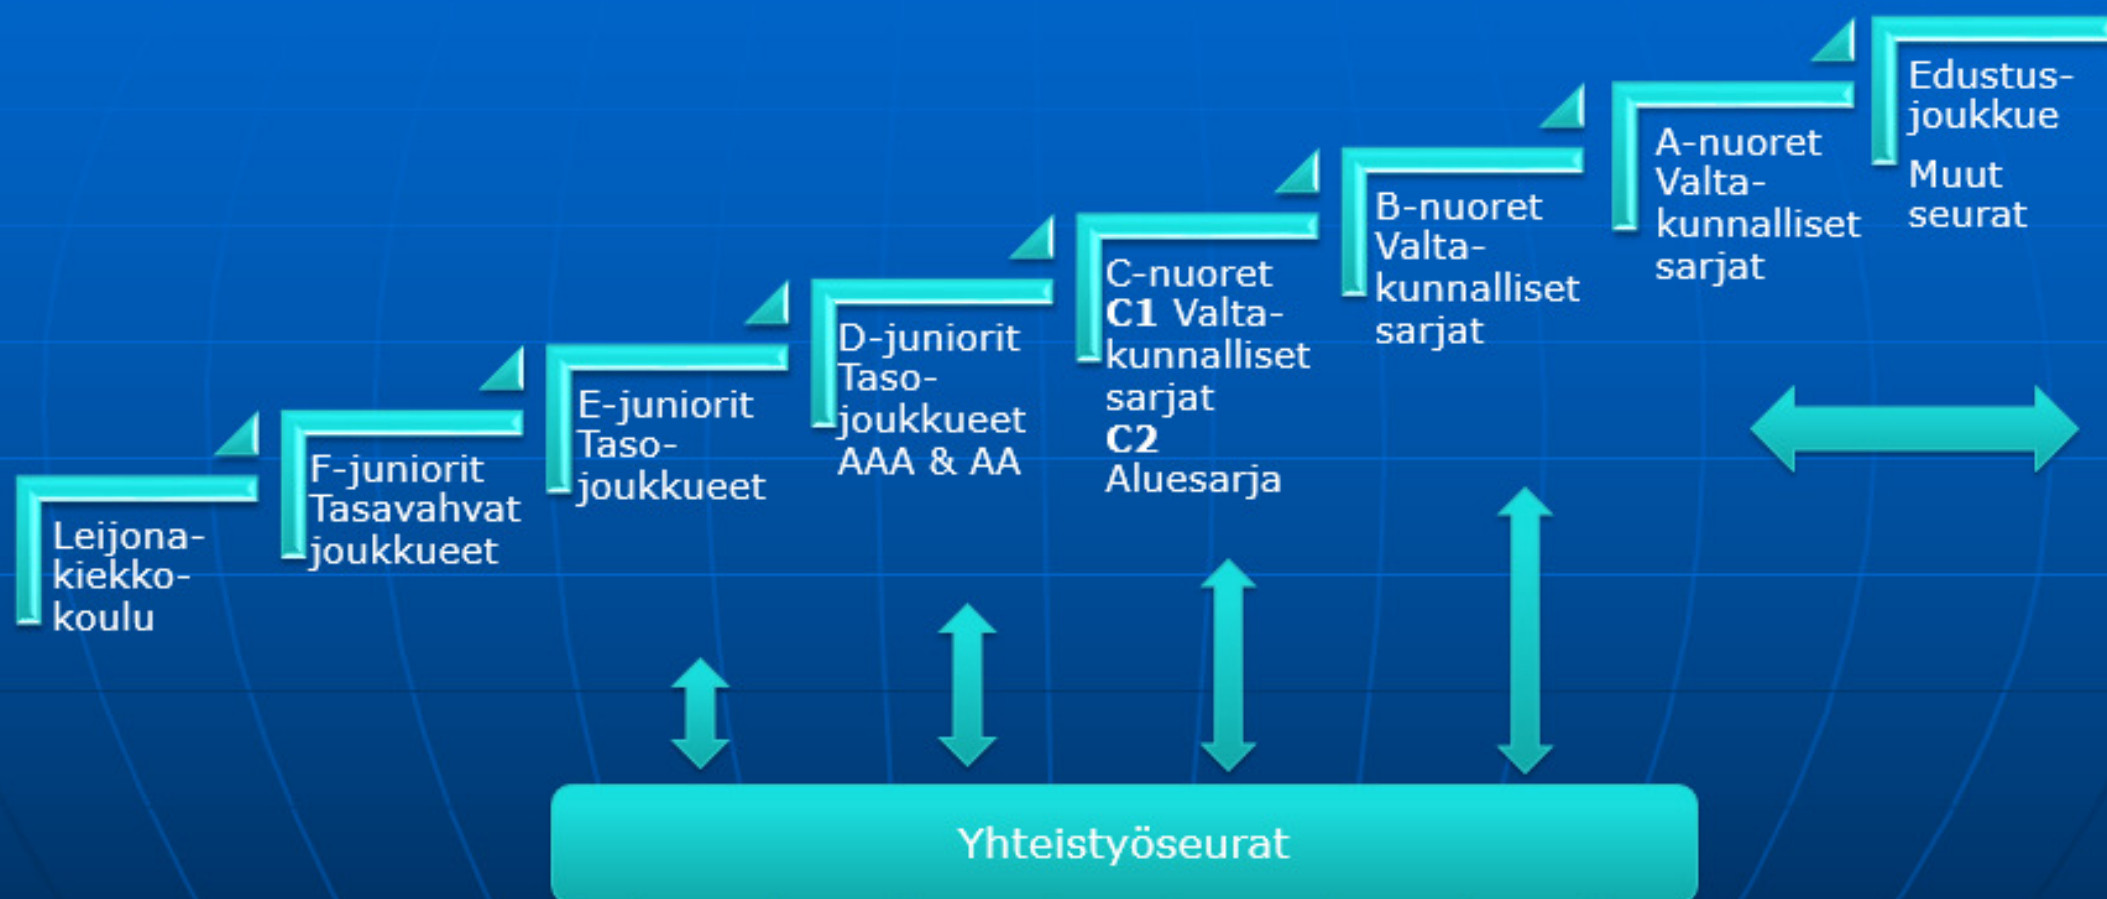 Leijona-
kiekko-
koulu
F-juniorit
Tasavahvat
joukkueet
E-juniorit
Taso-
joukkueet
D-juniorit
Taso-
joukkueet
AAA & AA
C-nuoret
C1 Valta-
kunnalliset
sarjat
C2
Aluesarja
B-nuoret
Valta-
kunnalliset
sarjat
A-nuoret
Valta-
kunnalliset
sarjat
Edustus-
joukkue
Muut
seurat
Yhteistyöseurat